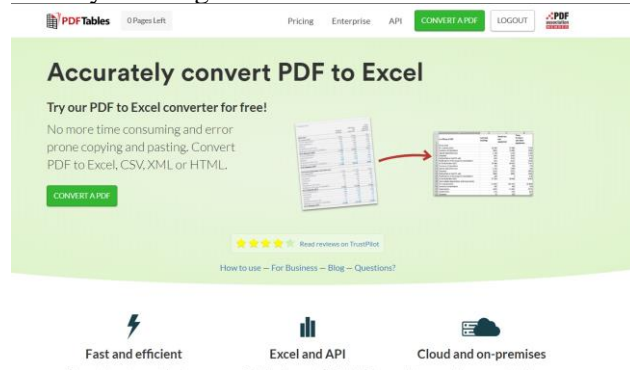 PDFTables 0 Pages Left Pricing Enterprise API CONVERT A PDF LOGOUT PDF association MEMBER
Accurately convert PDF to Excel
Try our PDF to Excel converter for free!
No more time consuming and error
prone copying and pasting. Convert
PDF to Excel, CSV, XML or HTML.
CONVERT A PDF
Read reviews on TrustPilot
How to use — For Business — Blog — Questions?
Fast and efficient Excel and API Cloud and on-premises